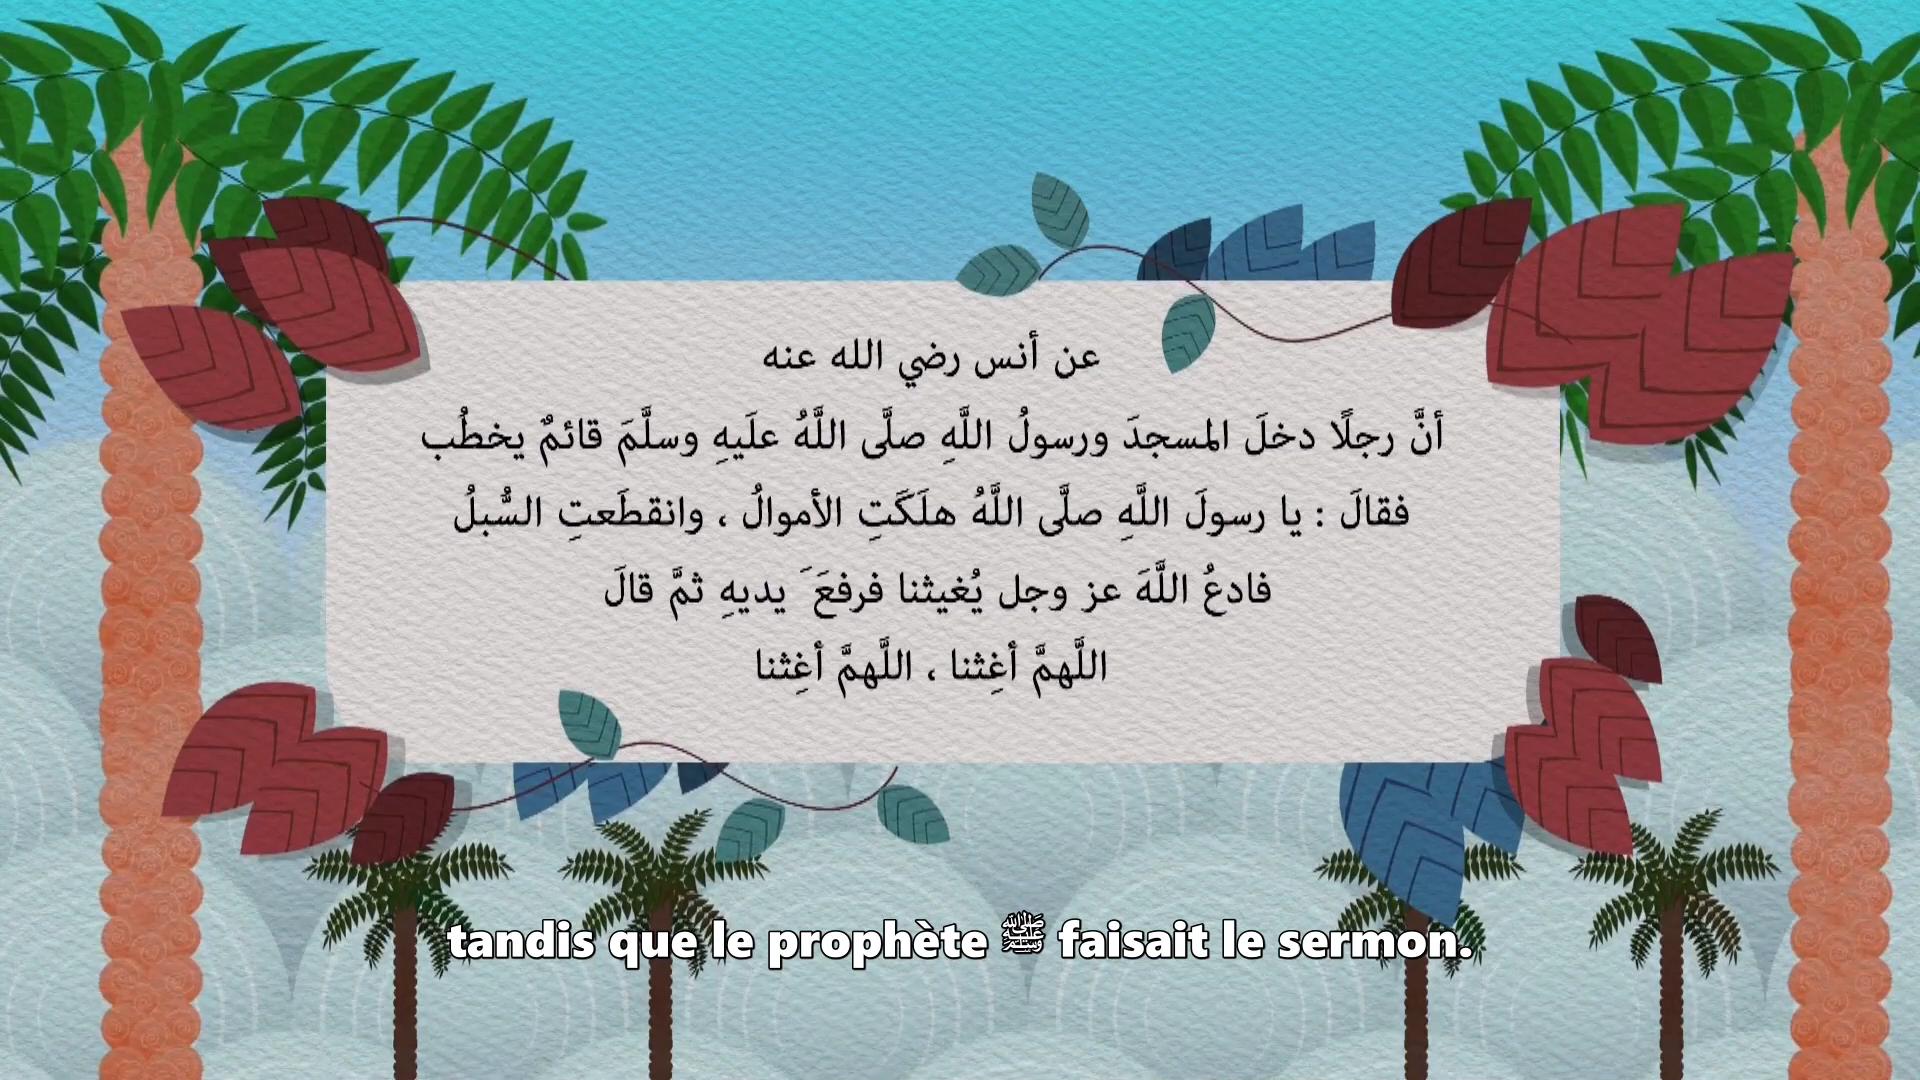 عن أنس رضي الله عنه
أنَّ رجلًا دخلَ المسجدَ ورسولُ اللَّهِ صلَّى اللَّهُ علَيهِ وسلَّمَ قائمٌ يخطُب
فقالَ : يا رسولَ اللَّهِ صلَّى اللَّهُ هلَكَتِ الأموالُ ، وانقطَعتِ السُّبلُ
فادعُ اللَّهَ عز وجل يُغيثنا فرفعَ َ يديهِ ثمَّ قالَ
اللَّهمَّ أغِثنا ، اللَّهمَّ أغِثنا
tandis que le prophète ﷺ faisait le sermon.